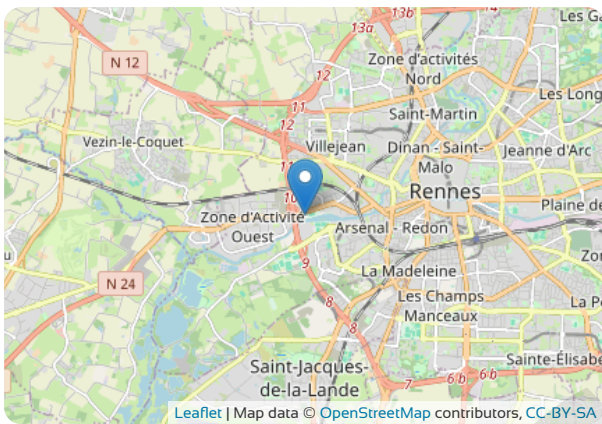 13b
Les Ga
13a
N 12
12
Zone d'activités
Nord
11
Les Long
Saint-Martin
12
Vezin-le-Coquet
Villejean
Dinan - Saint-
Malo
Jeanne d'Arc
11
10
Rennes
Plaine de
Zone d'Activité
Ouest
Arsenal - Redon
u
Zon
9
La Madeleine
N 24
8
Les Champs
Manceaux
La P
8
Saint-Jacques-
de-la-Lande
Sainte-Élisabe
7
6 b
6 b
Leaflet | Map data © OpenStreetMap contributors, CC-BY-SA